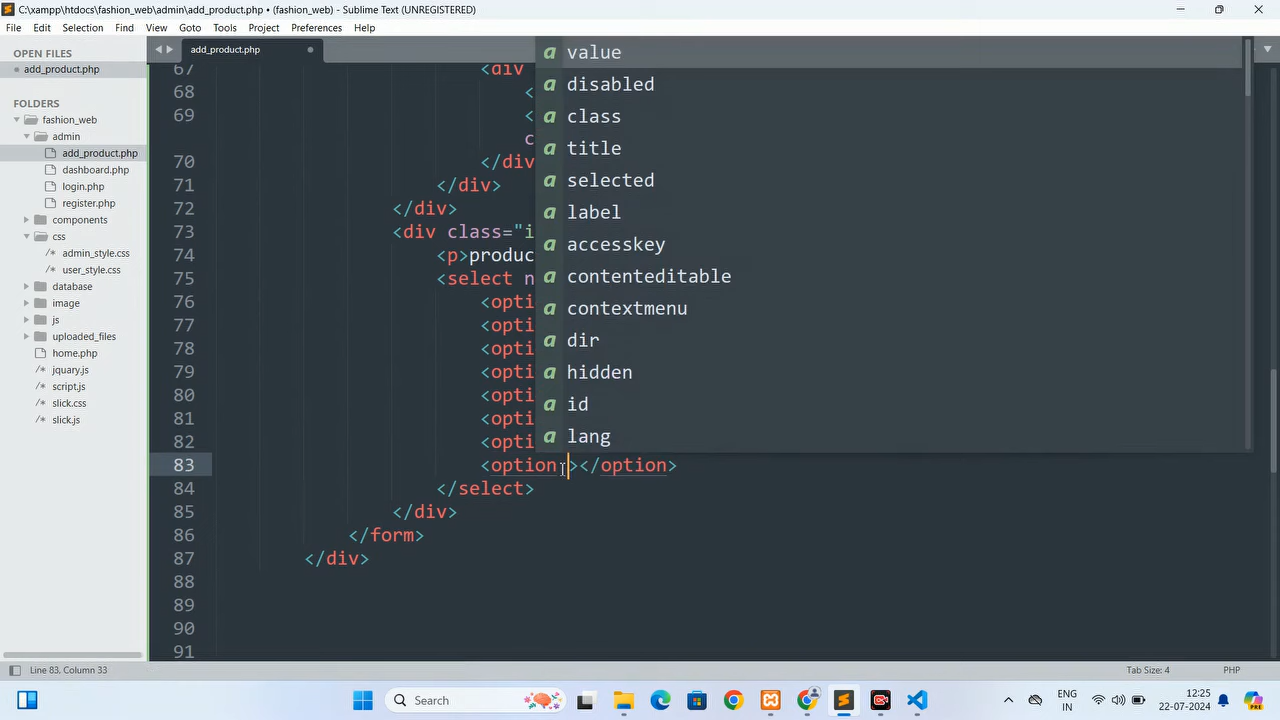 C:\xampp\htdocs\fashion_web\admin\add_product.php • (fashion_web) - Sublime Text (UNREGISTERED)
File Edit Selection Find View Goto Tools Project Preferences Help
OPEN FILES
add_product.php
FOLDERS
fashion_web
admin
add_product.php
dashboard.php
login.php
register.php
components
css
/* admin_style.css
/* user_style.css
database
image
js
uploaded_files
home.php
/* jquary.js
/* script.js
/* slick.css
/* slick.js
add_product.php
67 <div
68 <
69 <
c
70 </div
71 </div>
72 </div>
73 <div class="i
74 <p>produc
75 <select n
76 <opti
77 <opti
78 <opti
79 <opti
80 <opti
81 <opti
82 <opti
83 <option ></option>
84 </select>
85 </div>
86 </form>
87 </div>
88
89
90
91
a value
a disabled
a class
a title
a selected
a label
a accesskey
a contenteditable
a contextmenu
a dir
a hidden
a id
a lang
Line 83, Column 33
Tab Size: 4
PHP
Search
ENG
IN
12:25
22-07-2024